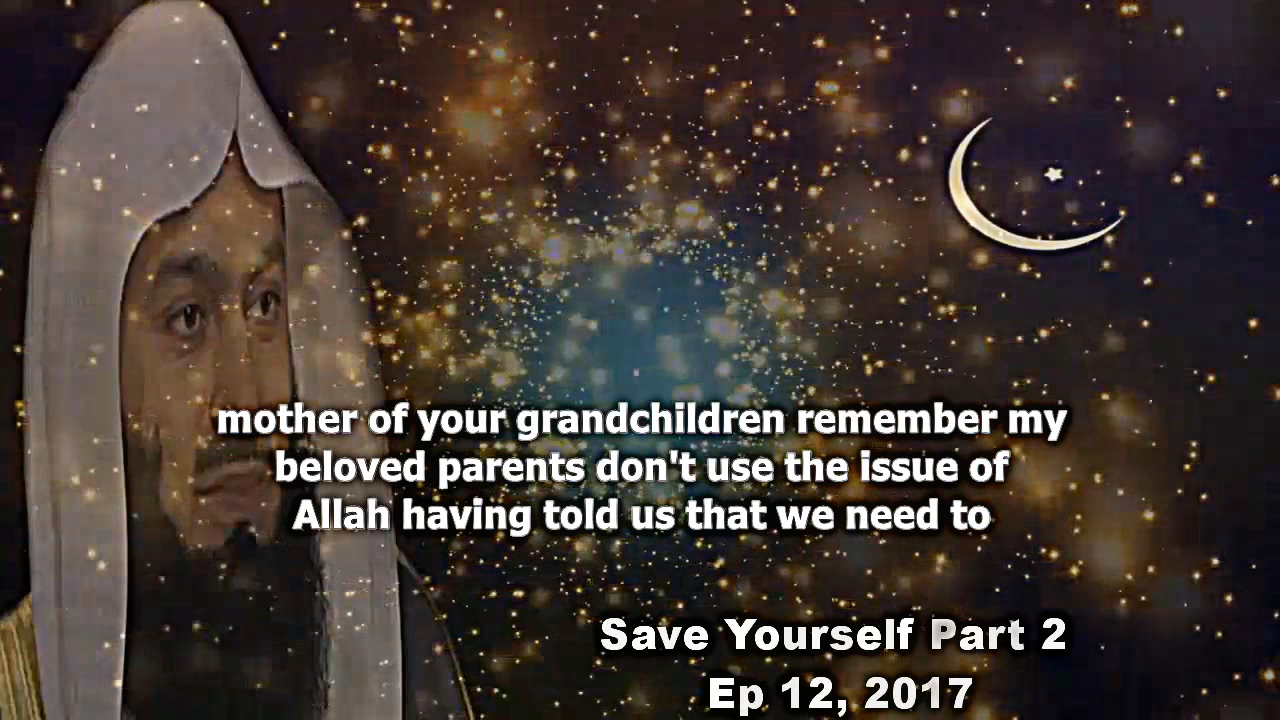 mother of your grandchildren remember my
beloved parents don't use the issue of
Allah having told us that we need to
Save Yourself Part 2
Ep 12, 2017